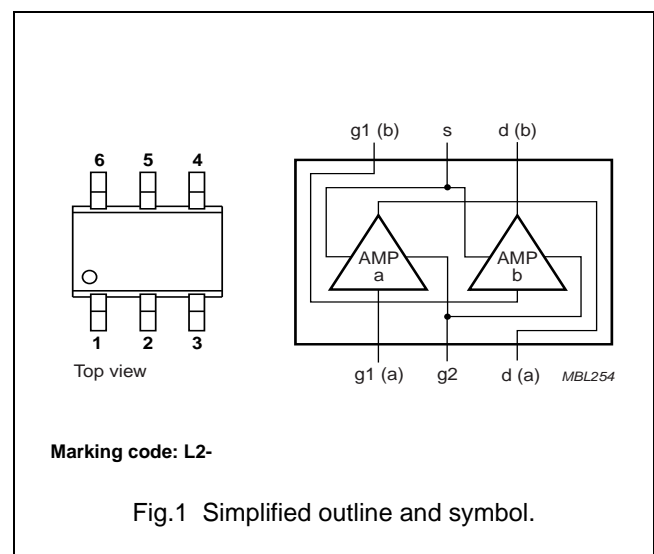 g1 (b) s d (b)
6 5 4
AMP
a
AMP
b
1 2 3
Top view
g1 (a) g2 d (a) MBL254
Marking code: L2-
Fig.1 Simplified outline and symbol.